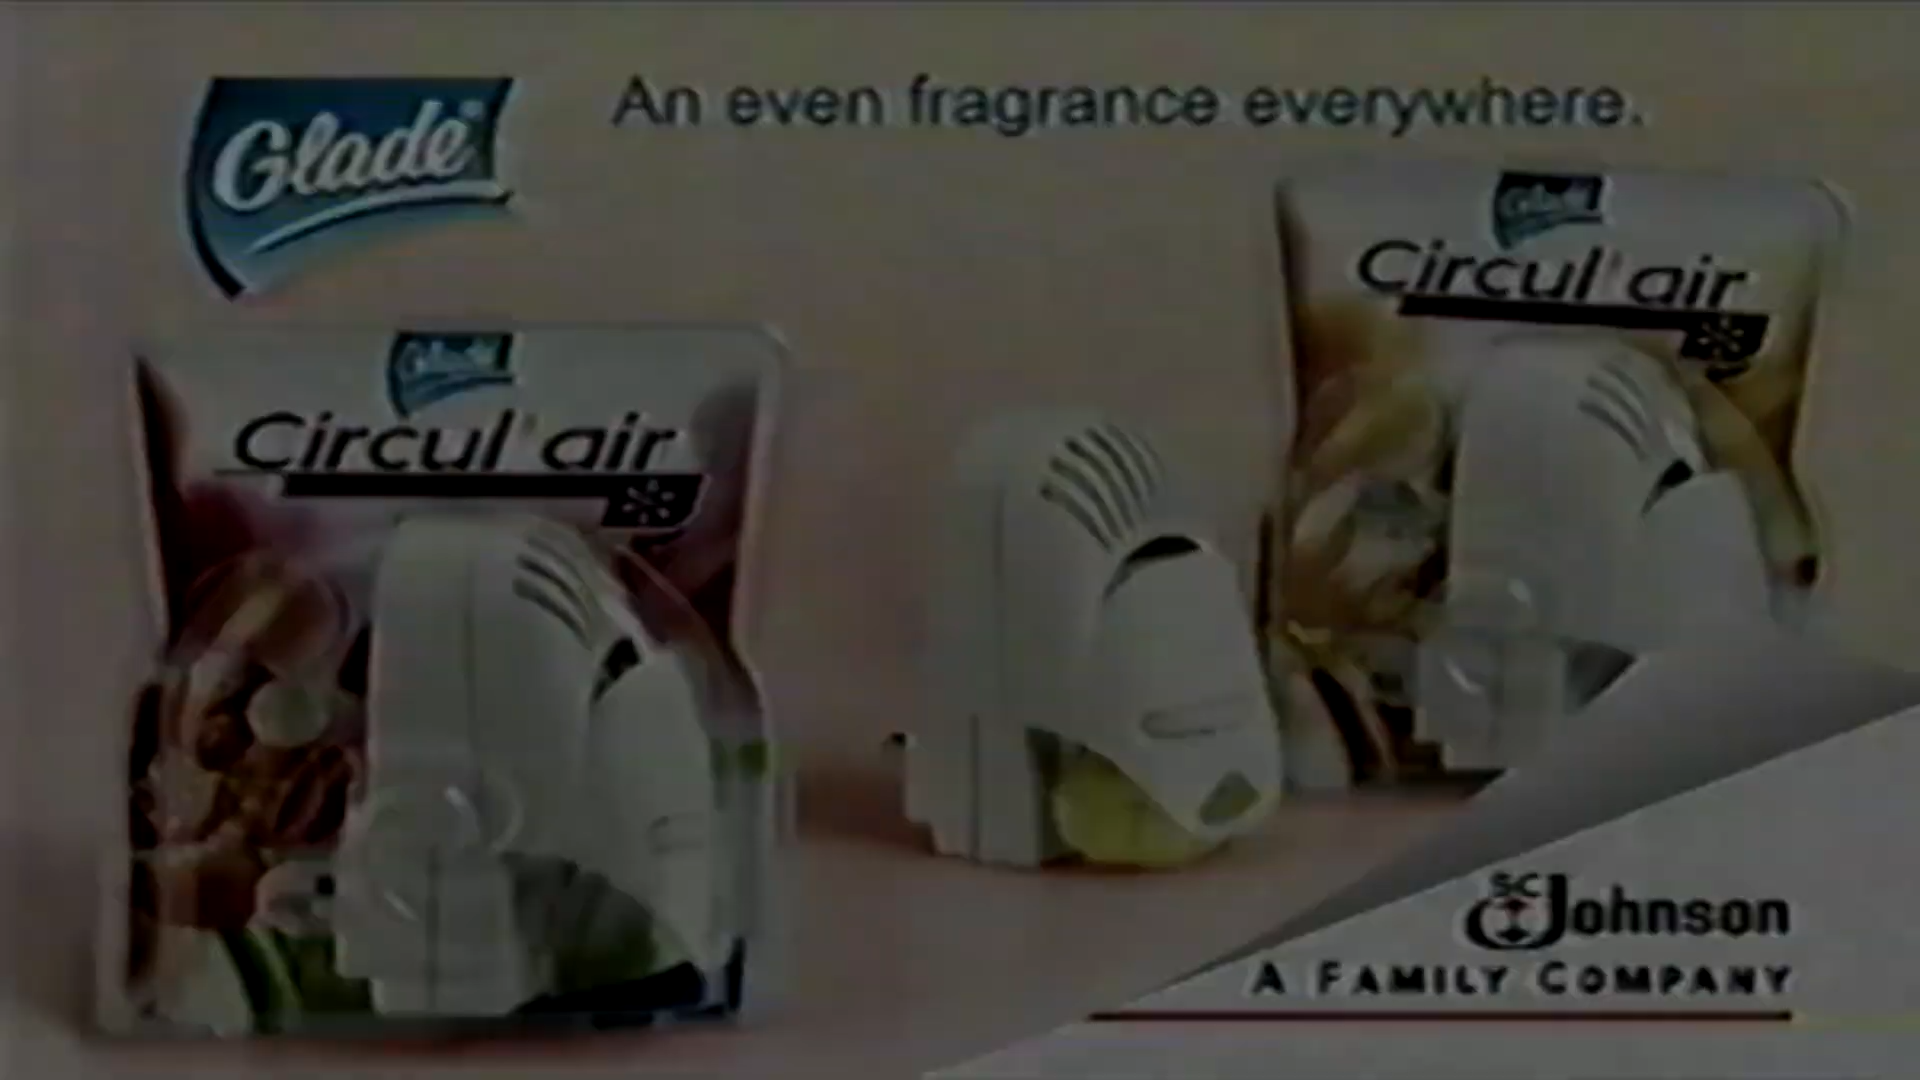 Glade
An even fragrance everywhere.
Glade
Circul'air
Glade
Circul'air
SC Johnson
A FAMILY COMPANY